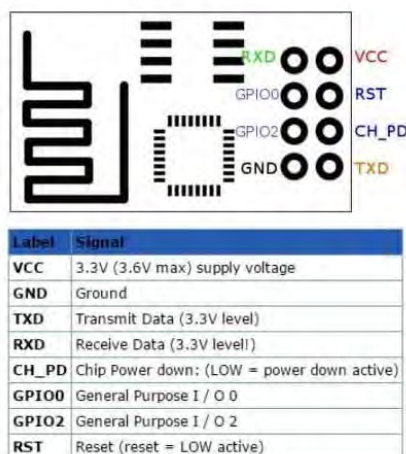 RXD VCC
GPIO0 RST
GPIO2 CH_PD
GND TXD
Label Signal
VCC 3.3V (3.6V max) supply voltage
GND Ground
TXD Transmit Data (3.3V level)
RXD Receive Data (3.3V level!)
CH_PD Chip Power down: (LOW = power down active)
GPIO0 General Purpose I / O 0
GPIO2 General Purpose I / O 2
RST Reset (reset = LOW active)